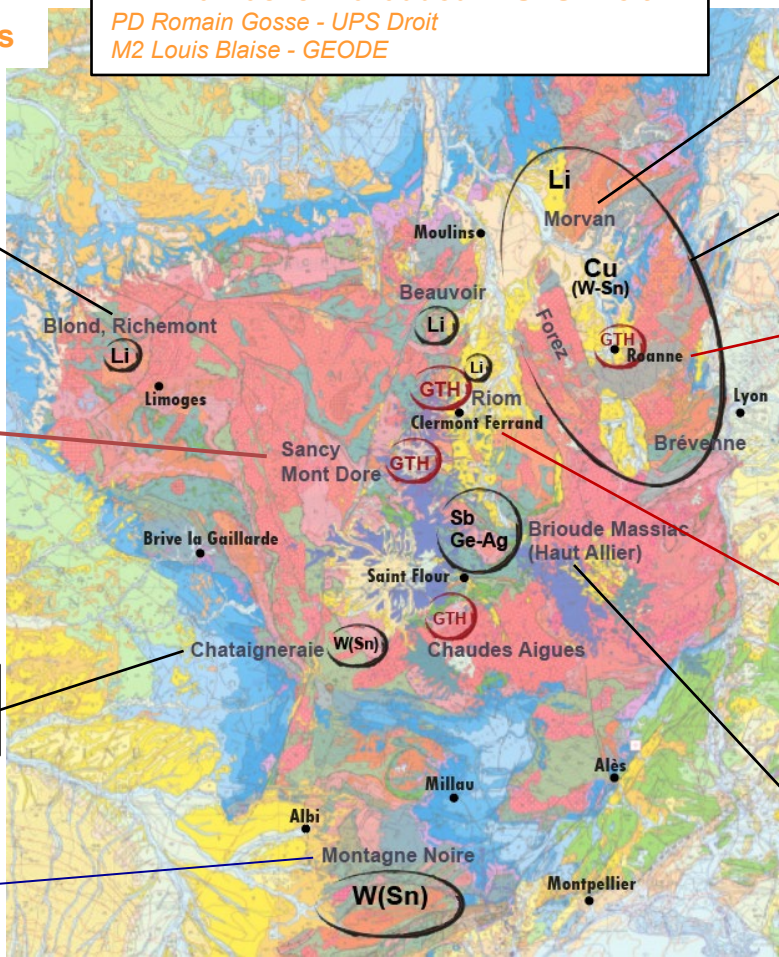 s
PD Romain Gosse - UPS Droit
M2 Louis Blaise - GEODE
Li
Morvan
Moulins
Cu
(W-Sn)
Beauvoir
Li
Forez
Blond, Richemont
Li
GTH
Roanne
Limoges
Li
GTH
Riom
Lyon
Clermont Ferrand
Brévenne
Sancy
Mont Dore
GTH
Sb
Ge-Ag
Brioude Massiac
(Haut Allier)
Brive la Gaillarde
Saint Flour
GTH
Chataigneraie
W(Sn)
Chaudes Aigues
Alès
Millau
Albi
Montagne Noire
W(Sn)
Montpellier